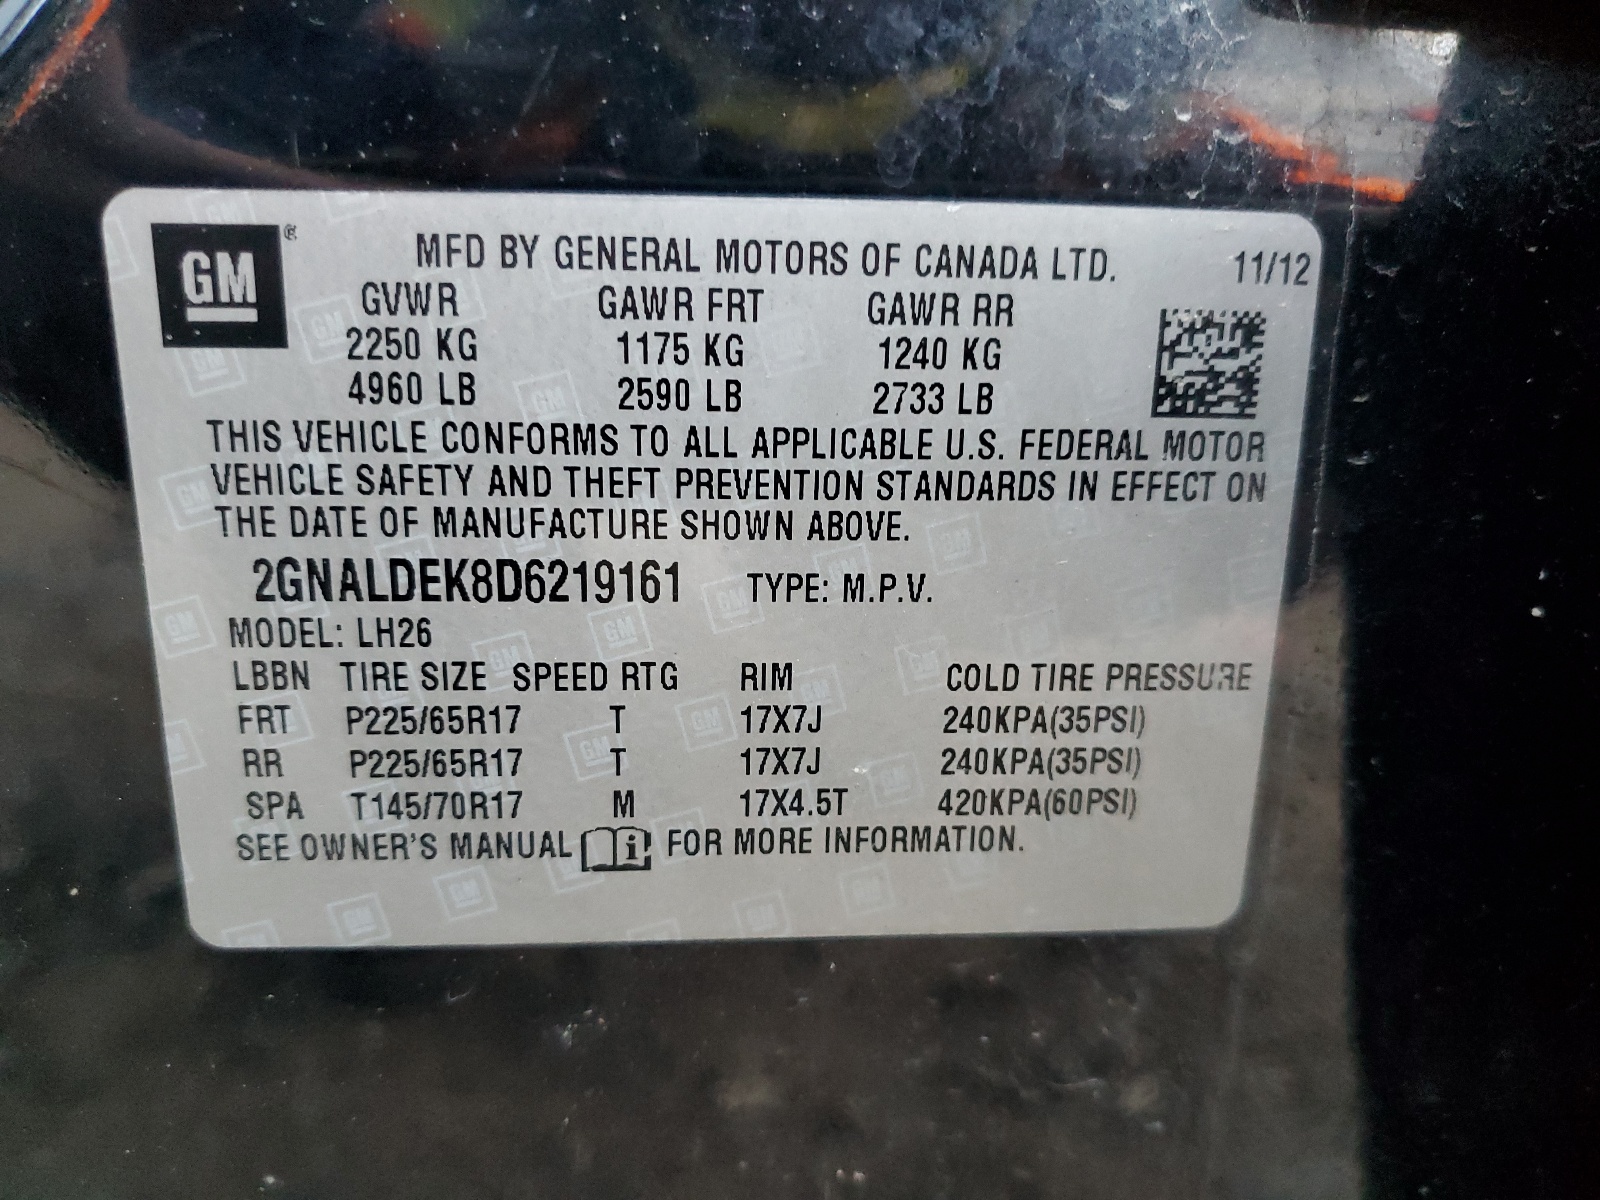 GM
MFD BY GENERAL MOTORS OF CANADA LTD. 11/12
GVWR GAWR FRT GAWR RR
2250 KG 1175 KG 1240 KG
4960 LB 2590 LB 2733 LB
THIS VEHICLE CONFORMS TO ALL APPLICABLE U.S. FEDERAL MOTOR
VEHICLE SAFETY AND THEFT PREVENTION STANDARDS IN EFFECT ON
THE DATE OF MANUFACTURE SHOWN ABOVE.
2GNALDEK8D6219161 TYPE: M.P.V.
MODEL: LH26
LBBN TIRE SIZE SPEED RTG RIM COLD TIRE PRESSURE
FRT P225/65R17 T 17X7J 240KPA(35PSI)
RR P225/65R17 T 17X7J 240KPA(35PSI)
SPA T145/70R17 M 17X4.5T 420KPA(60PSI)
SEE OWNER'S MANUAL i FOR MORE INFORMATION.